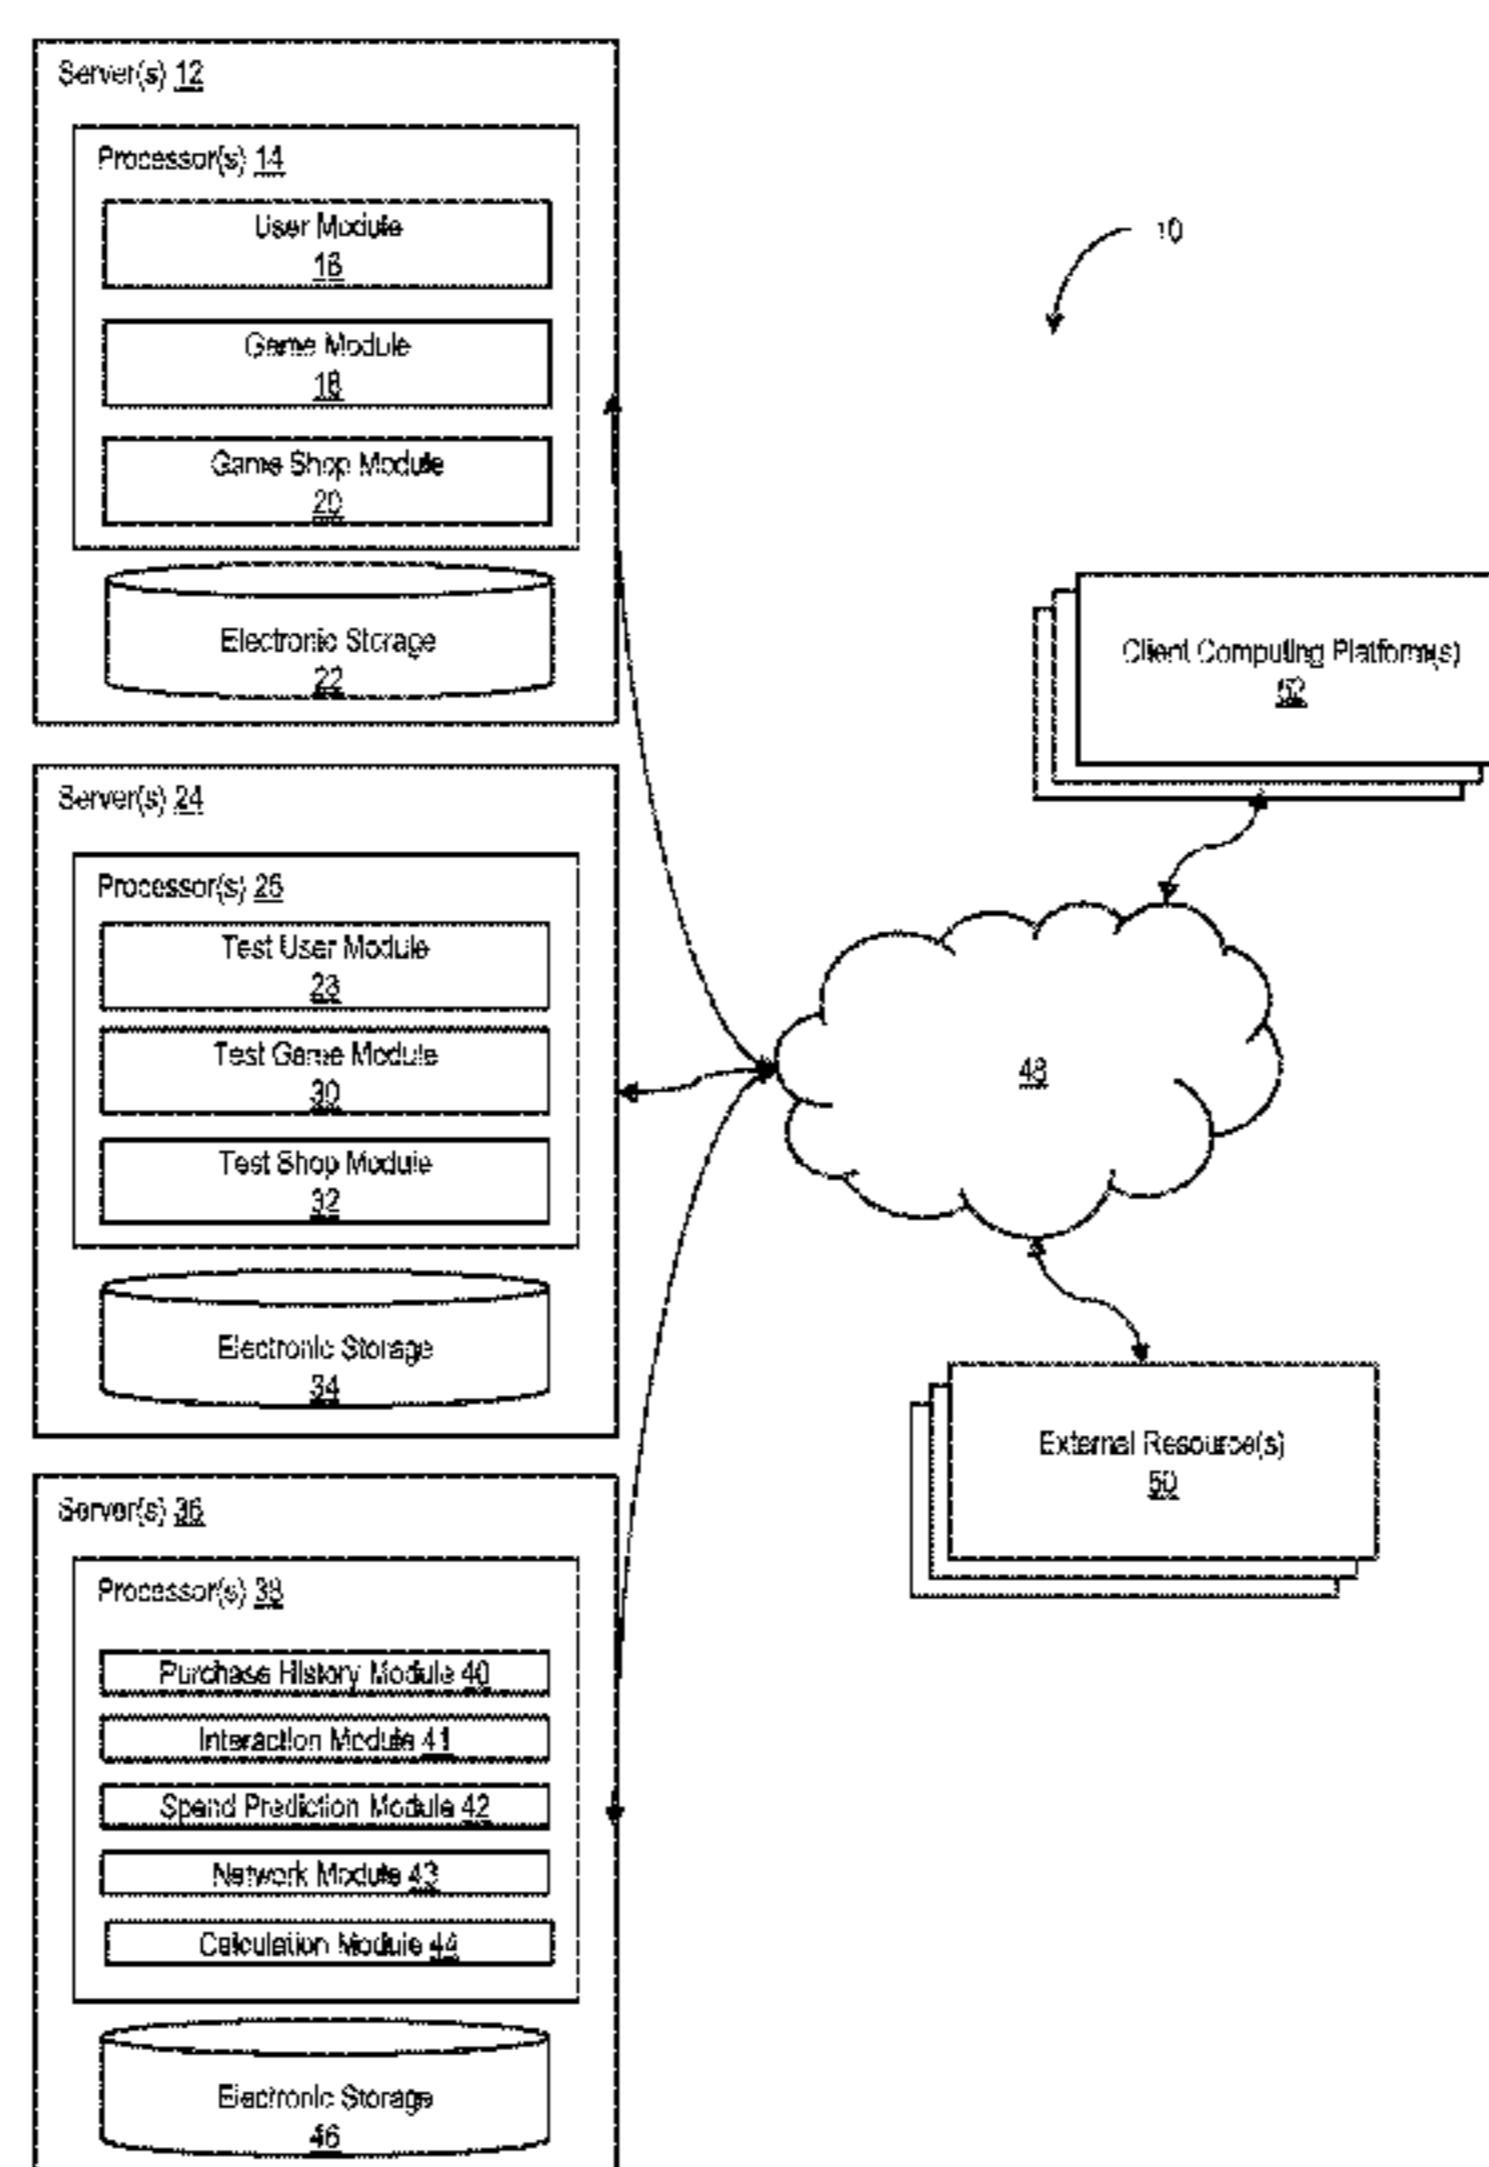 Server(s) 12
Processor(s) 14
User Module
16
Game Module
18
Game Shop Module
20
Electronic Storage
22
Server(s) 24
Processor(s) 26
Test User Module
28
Test Game Module
30
Test Shop Module
32
Electronic Storage
34
Server(s) 36
Processor(s) 38
Purchase History Module 40
Interaction Module 41
Spend Prediction Module 42
Network Module 43
Calculation Module 44
Electronic Storage
46
10
Client Computing Platform(s)
52
48
External Resource(s)
50